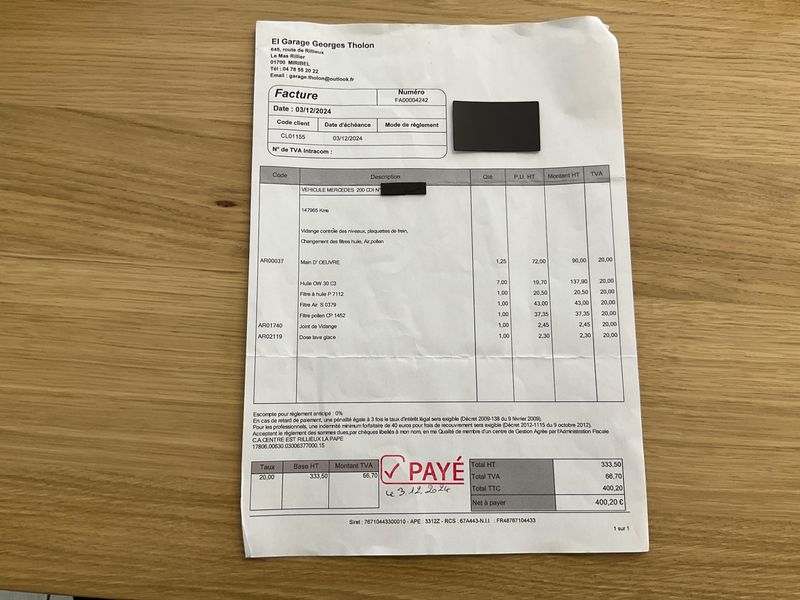 EI Garage Georges Tholon
645, route de Rillieux
Le Mas Rillier
01700 MIRIBEL
Tél : 04 78 55 20 22
Email : garage.tholon@outlook.fr
Facture
Numéro
FA00004242
Date : 03/12/2024
Code client Date d'échéance Mode de règlement
CL01155 03/12/2024
N° de TVA Intracom :
Code Description Qté P.U. HT Montant HT TVA
VEHICULE MERCEDES 200 CDI N°
147965 Kms
Vidange contrôle des niveaux, plaquettes de frein,
Changement des filtres huile, Air,pollen
AR00037 Main D' OEUVRE 1,25 72,00 90,00 20,00
Huile OW 30 C3 7,00 19,70 137,90 20,00
Filtre à huile P 7112 1,00 20,50 20,50 20,00
Filtre Air S 0379 1,00 43,00 43,00 20,00
Filtre pollen CP 1452 1,00 37,35 37,35 20,00
AR01740 Joint de Vidange 1,00 2,45 2,45 20,00
AR02119 Dose lave glace 1,00 2,30 2,30 20,00
Escompte pour règlement anticipé : 0%
En cas de retard de paiement, une pénalité égale à 3 fois le taux d'intérêt légal sera exigible (Décret 2009-138 du 9 février 2009).
Pour les professionnels, une indemnité minimum forfaitaire de 40 euros pour frais de recouvrement sera exigible (Décret 2012-1115 du 9 octobre 2012).
Acceptant le règlement des sommes dues,par chèques libellés à mon nom, en ma Qualité de membre d'un centre de Gestion Agrée par l'Administration Fiscale
C.A.CENTRE EST RILLIEUX LA PAPE
17806.00630.03006377000.15
Taux Base HT Montant TVA
20,00 333,50 66,70
PAYÉ
le 3.12.2024
Total HT 333,50
Total TVA 66,70
Total TTC 400,20
Net à payer 400,20 €
Siret : 76710443300010 - APE : 3312Z - RCS : 67A443-N.I.I : FR48767104433
1 sur 1